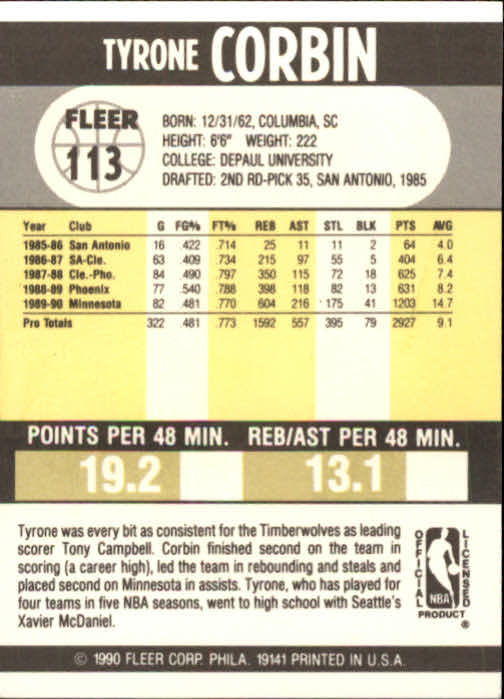 TYRONE CORBIN
FLEER
113
BORN: 12/31/62, COLUMBIA, SC
HEIGHT: 6'6" WEIGHT: 222
COLLEGE: DEPAUL UNIVERSITY
DRAFTED: 2ND RD-PICK 35, SAN ANTONIO, 1985
Year Club G FG% FT% REB AST STL BLK PTS AVG
1985-86 San Antonio 16 .422 .714 25 11 11 2 64 4.0
1986-87 SA-Cle. 63 .409 .734 215 97 55 5 404 6.4
1987-88 Cle.-Pho. 84 .490 .797 350 115 72 18 625 7.4
1988-89 Phoenix 77 .540 .788 398 118 82 13 631 8.2
1989-90 Minnesota 82 .481 .770 604 216 175 41 1203 14.7
Pro Totals 322 .481 .773 1592 557 395 79 2927 9.1
POINTS PER 48 MIN. REB/AST PER 48 MIN.
19.2 13.1
Tyrone was every bit as consistent for the Timberwolves as leading
scorer Tony Campbell. Corbin finished second on the team in
scoring (a career high), led the team in rebounding and steals and
placed second on Minnesota in assists. Tyrone, who has played for
four teams in five NBA seasons, went to high school with Seattle's
Xavier McDaniel.
OFFICIAL
LICENSED
NBA
PRODUCT
®
© 1990 FLEER CORP. PHILA. 19141 PRINTED IN U.S.A.